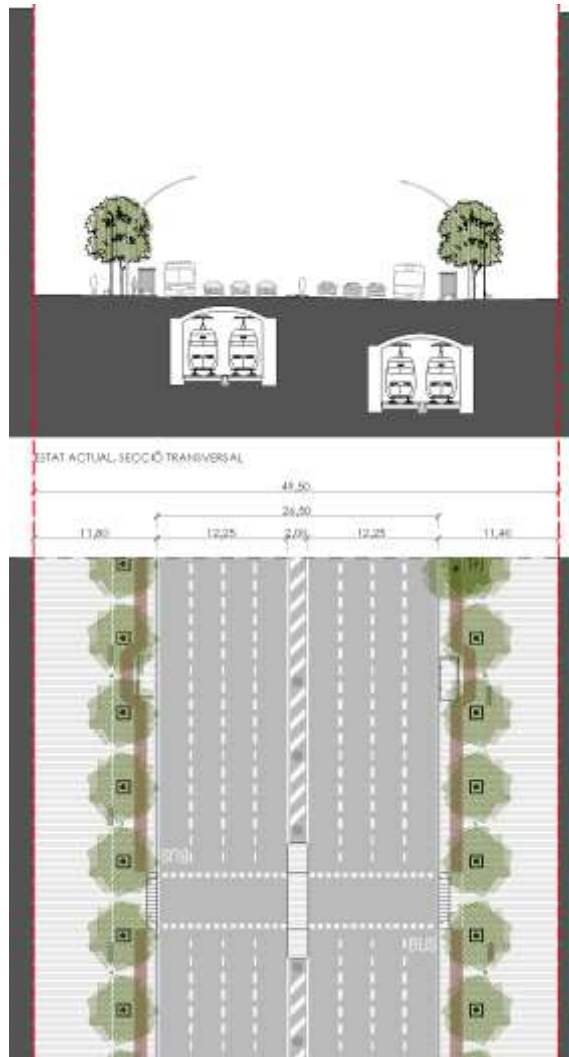 ESTAT ACTUAL. SECCIÓ TRANSVERSAL
49,50
26,50
11,60 12,25 2,00 12,25 11,40
BUS
BUS